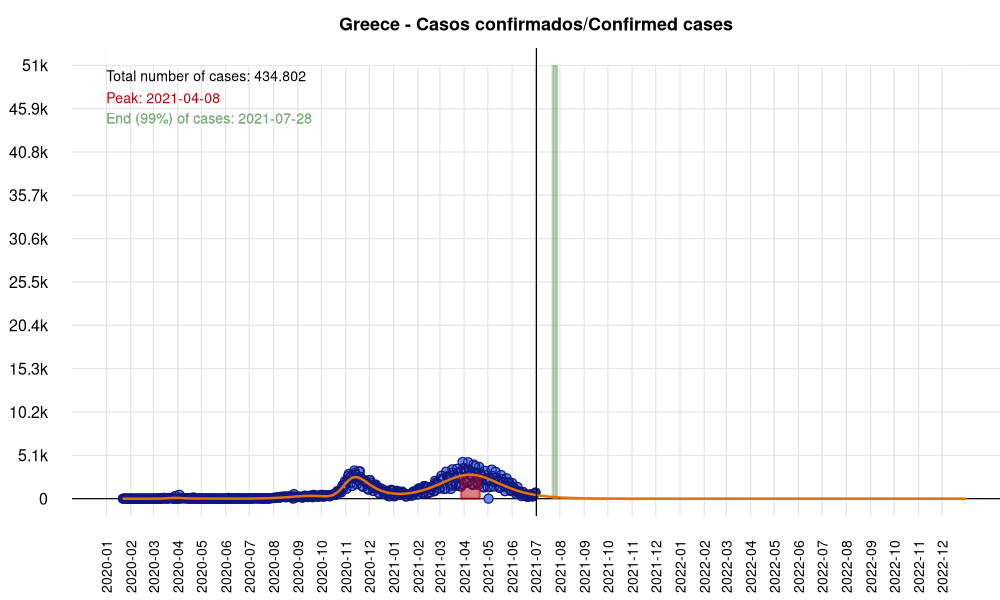 Greece - Casos confirmados/Confirmed cases
Total number of cases: 434.802
Peak: 2021-04-08
End (99%) of cases: 2021-07-28
51k
45.9k
40.8k
35.7k
30.6k
25.5k
20.4k
15.3k
10.2k
5.1k
0
2020-01
2020-02
2020-03
2020-04
2020-05
2020-06
2020-07
2020-08
2020-09
2020-10
2020-11
2020-12
2021-01
2021-02
2021-03
2021-04
2021-05
2021-06
2021-07
2021-08
2021-09
2021-10
2021-11
2021-12
2022-01
2022-02
2022-03
2022-04
2022-05
2022-06
2022-07
2022-08
2022-09
2022-10
2022-11
2022-12